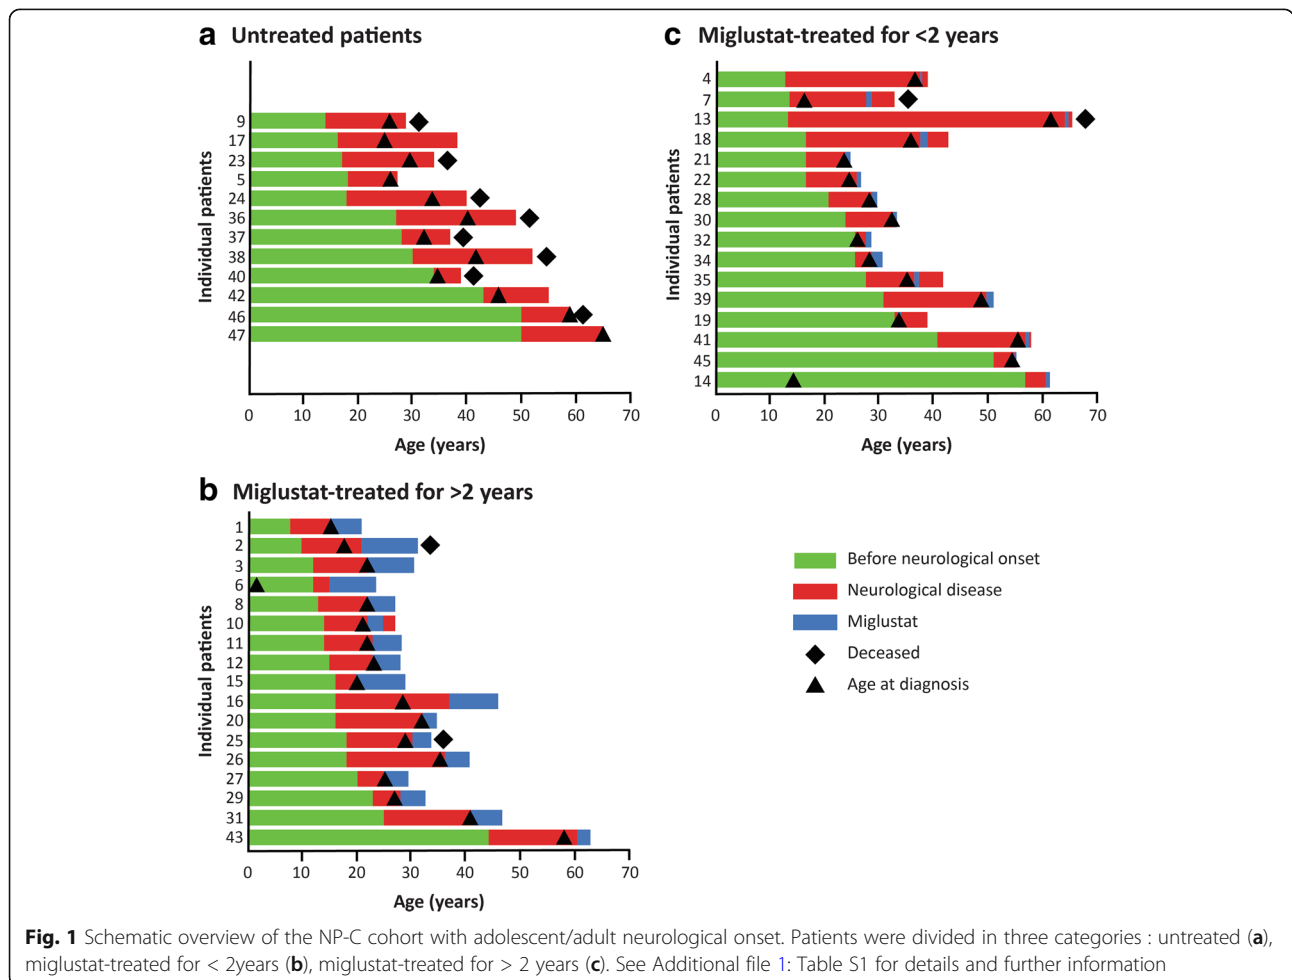 a Untreated patients
Individual patients
9
17
23
5
24
36
37
38
40
42
46
47
0 10 20 30 40 50 60 70
Age (years)
c Miglustat-treated for <2 years
Individual patients
4
7
13
18
21
22
28
30
32
34
35
39
19
41
45
14
0 10 20 30 40 50 60 70
Age (years)
b Miglustat-treated for >2 years
Individual patients
1
2
3
6
8
10
11
12
15
16
20
25
26
27
29
31
43
0 10 20 30 40 50 60 70
Age (years)
Before neurological onset
Neurological disease
Miglustat
Deceased
Age at diagnosis
Fig. 1 Schematic overview of the NP-C cohort with adolescent/adult neurological onset. Patients were divided in three categories : untreated (a),
miglustat-treated for < 2years (b), miglustat-treated for > 2 years (c). See Additional file 1: Table S1 for details and further information